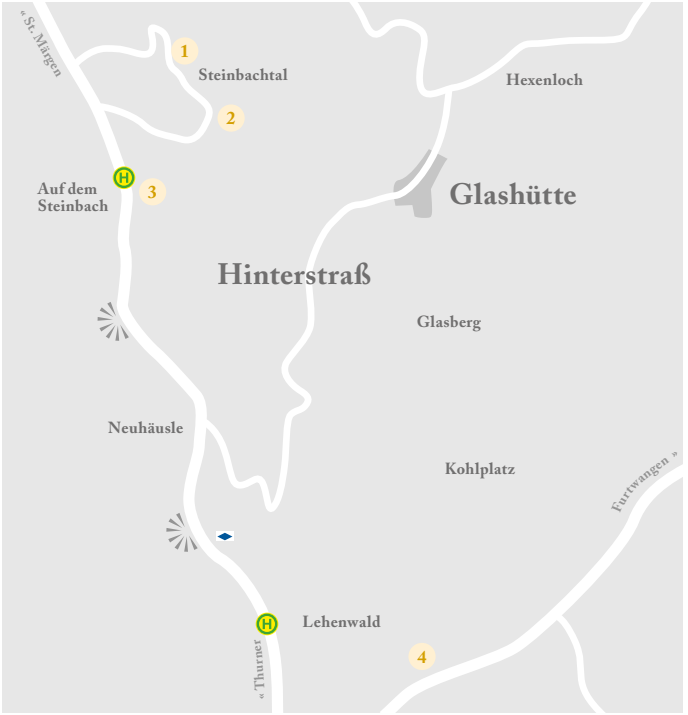 « St. Märgen
1
Steinbachtal
Hexenloch
2
H
3
Auf dem
Steinbach
Glashütte
Hinterstraß
Glasberg
Neuhäusle
Kohlplatz
Furtwangen »
H
Lehenwald
4
« Thurner